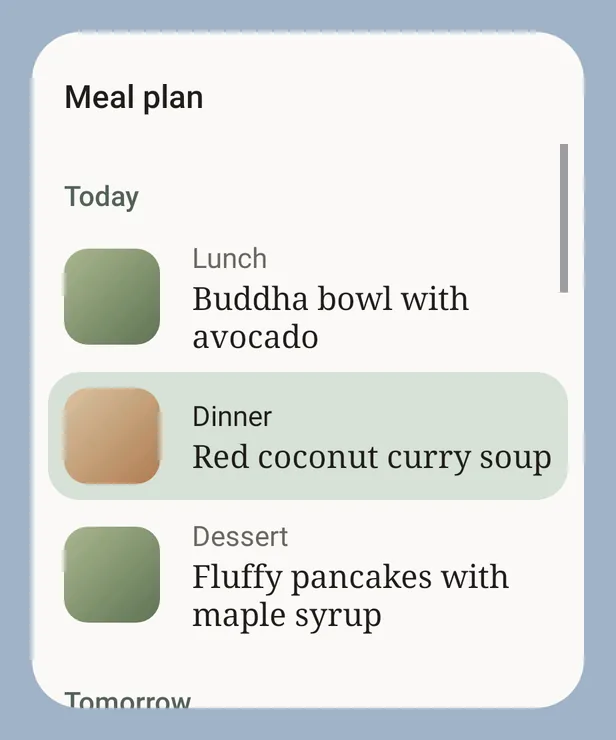 Meal plan
Today
Lunch
Buddha bowl with
avocado
Dinner
Red coconut curry soup
Dessert
Fluffy pancakes with
maple syrup
Tomorrow